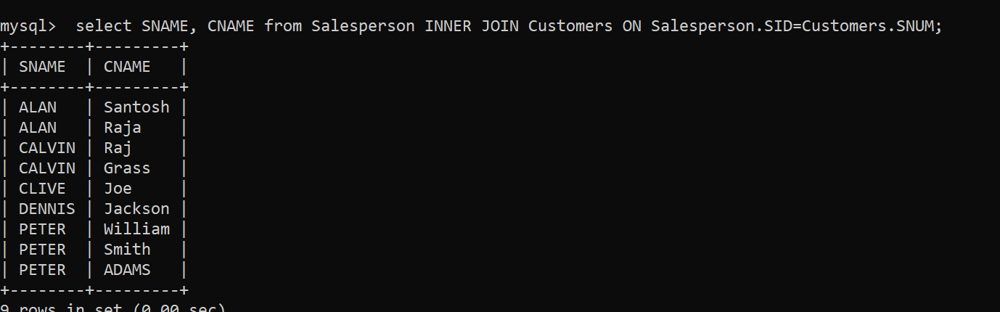 mysql>  select SNAME, CNAME from Salesperson INNER JOIN Customers ON Salesperson.SID=Customers.SNUM;
+--------+---------+
| SNAME  | CNAME   |
+--------+---------+
| ALAN   | Santosh |
| ALAN   | Raja    |
| CALVIN | Raj     |
| CALVIN | Grass   |
| CLIVE  | Joe     |
| DENNIS | Jackson |
| PETER  | William |
| PETER  | Smith   |
| PETER  | ADAMS   |
+--------+---------+
9 rows in set (0.00 sec)